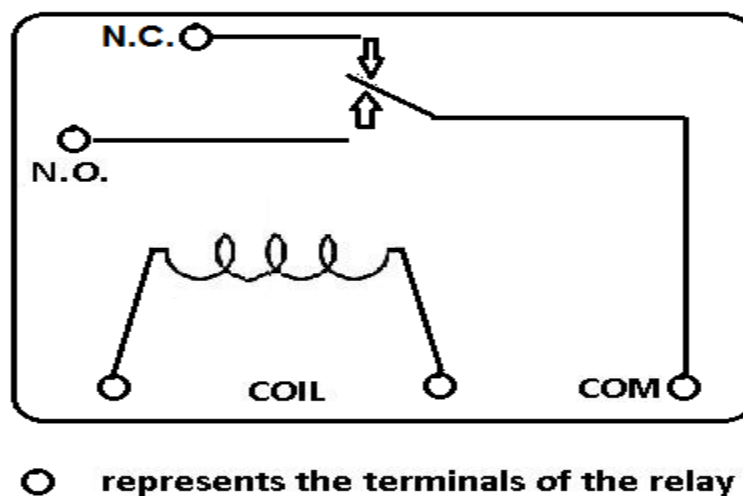 N.C.
N.O.
COIL COM
represents the terminals of the relay